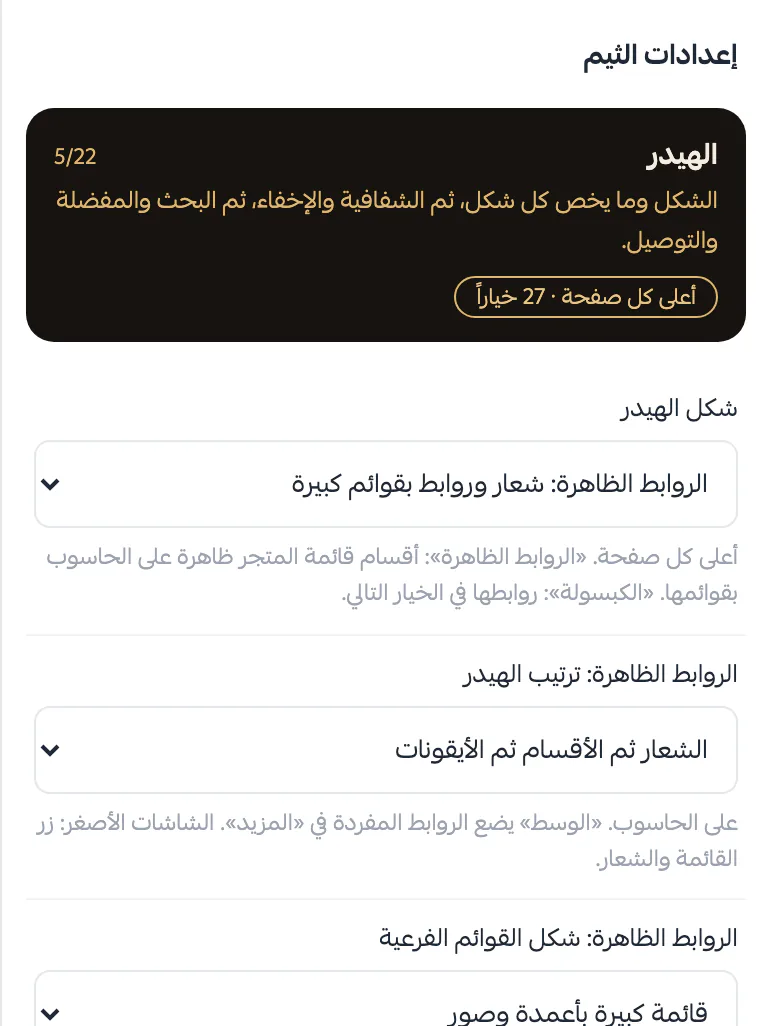 إعدادات الثيم
الهيدر
5/22
الشكل وما يخص كل شكل، ثم الشفافية والإخفاء، ثم البحث والمفضلة
والتوصيل.
أعلى كل صفحة · 27 خياراً
شكل الهيدر
الروابط الظاهرة: شعار وروابط بقوائم كبيرة
أعلى كل صفحة. «الروابط الظاهرة»: أقسام قائمة المتجر ظاهرة على الحاسوب
بقوائمها. «الكبسولة»: روابطها في الخيار التالي.
الروابط الظاهرة: ترتيب الهيدر
الشعار ثم الأقسام ثم الأيقونات
على الحاسوب. «الوسط» يضع الروابط المفردة في «المزيد». الشاشات الأصغر: زر
القائمة والشعار.
الروابط الظاهرة: شكل القوائم الفرعية
قائمة كبيرة بأعمدة وصور